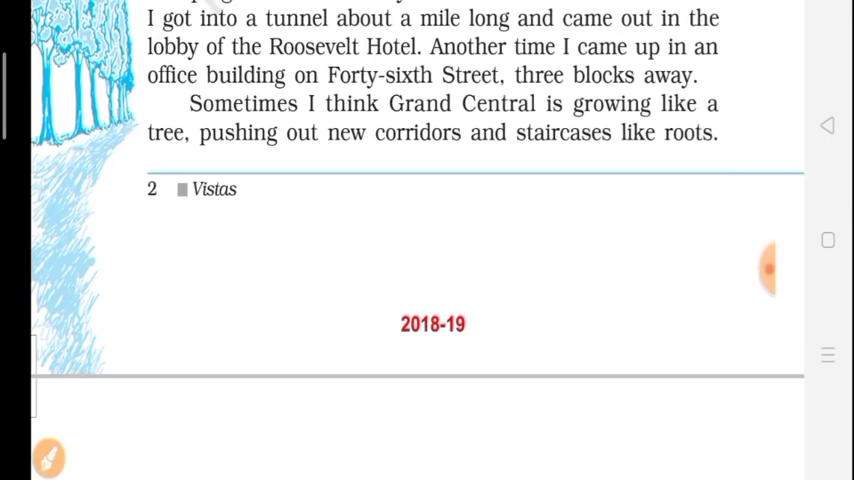 I got into a tunnel about a mile long and came out in the
lobby of the Roosevelt Hotel. Another time I came up in an
office building on Forty-sixth Street, three blocks away.
Sometimes I think Grand Central is growing like a
tree, pushing out new corridors and staircases like roots.
2 Vistas
2018-19